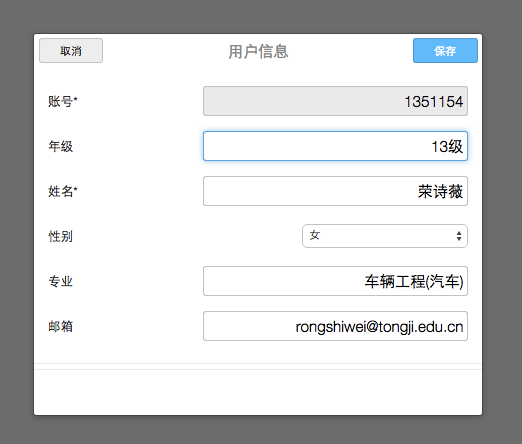 取消 用户信息 保存
账号* 1351154
年级 13级
姓名* 荣诗薇
性别 女
专业 车辆工程(汽车)
邮箱 rongshiwei@tongji.edu.cn